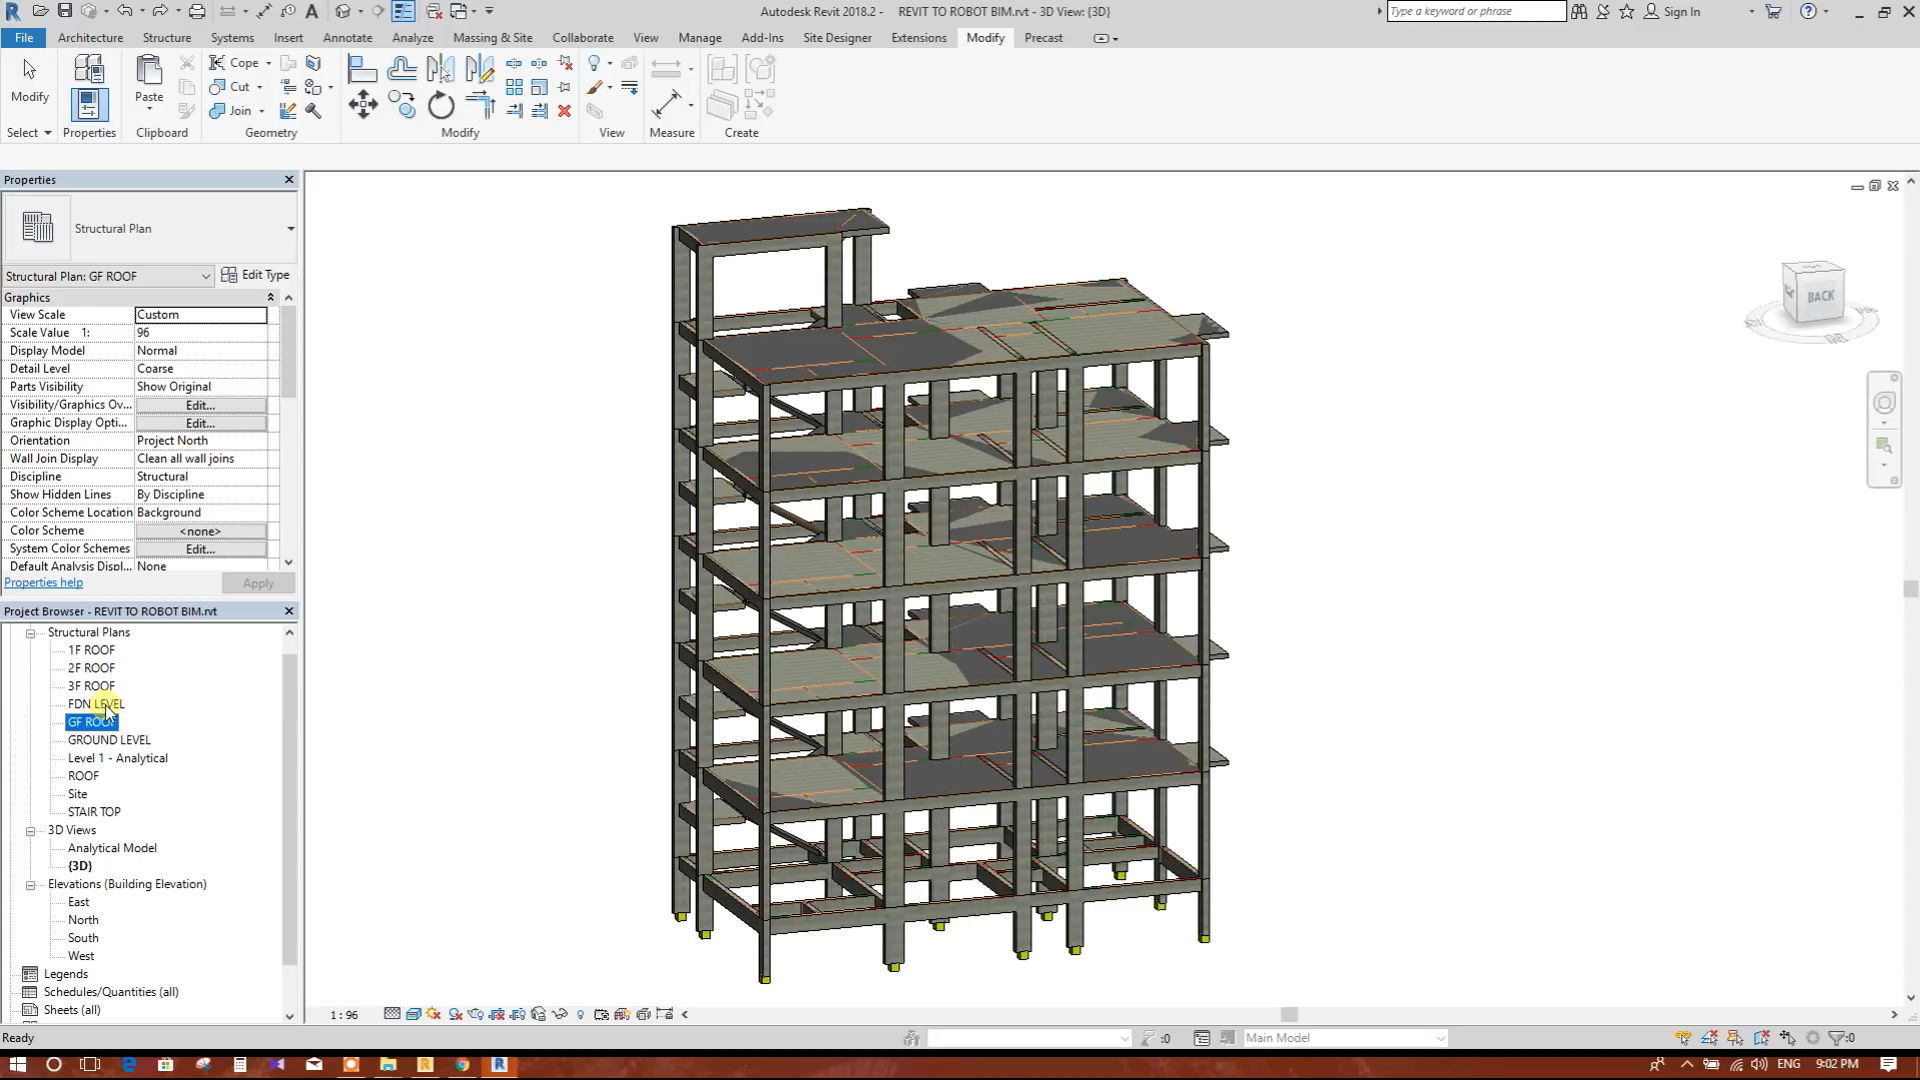 Autodesk Revit 2018.2 - REVIT TO ROBOT BIM.rvt - 3D View: {3D}
Type a keyword or phrase
Sign In
File Architecture Structure Systems Insert Annotate Analyze Massing & Site Collaborate View Manage Add-Ins Site Designer Extensions Modify Precast
Modify
Paste
Cope
Cut
Join
Select Properties Clipboard Geometry Modify View Measure Create
Properties
Structural Plan
Structural Plan: GF ROOF
Edit Type
Graphics
View Scale Custom
Scale Value 1: 96
Display Model Normal
Detail Level Coarse
Parts Visibility Show Original
Visibility/Graphics Ov... Edit...
Graphic Display Opti... Edit...
Orientation Project North
Wall Join Display Clean all wall joins
Discipline Structural
Show Hidden Lines By Discipline
Color Scheme Location Background
Color Scheme <none>
System Color Schemes Edit...
Default Analysis Displ... None
Properties help
Apply
Project Browser - REVIT TO ROBOT BIM.rvt
Structural Plans
1F ROOF
2F ROOF
3F ROOF
FDN LEVEL
GF ROOF
GROUND LEVEL
Level 1 - Analytical
ROOF
Site
STAIR TOP
3D Views
Analytical Model
{3D}
Elevations (Building Elevation)
East
North
South
West
Legends
Schedules/Quantities (all)
Sheets (all)
BACK
1 : 96
Ready
:0
Main Model
:0
ENG
9:02 PM